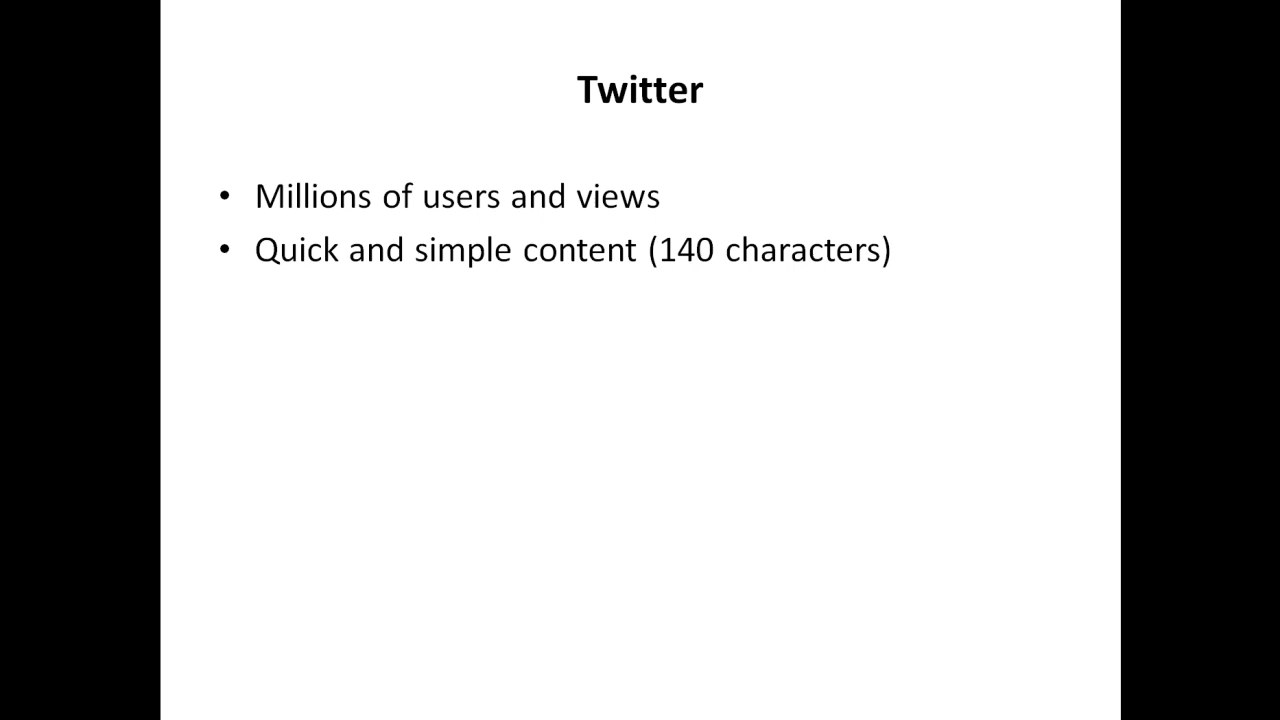 Twitter
• Millions of users and views
• Quick and simple content (140 characters)